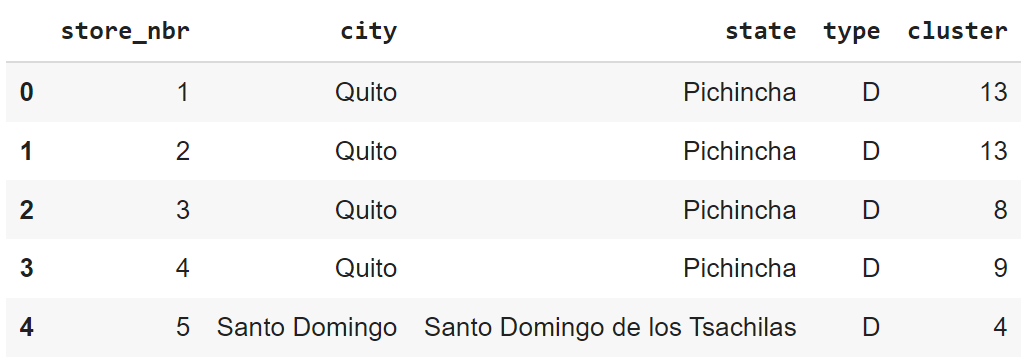 store_nbr city state type cluster
0 1 Quito Pichincha D 13
1 2 Quito Pichincha D 13
2 3 Quito Pichincha D 8
3 4 Quito Pichincha D 9
4 5 Santo Domingo Santo Domingo de los Tsachilas D 4